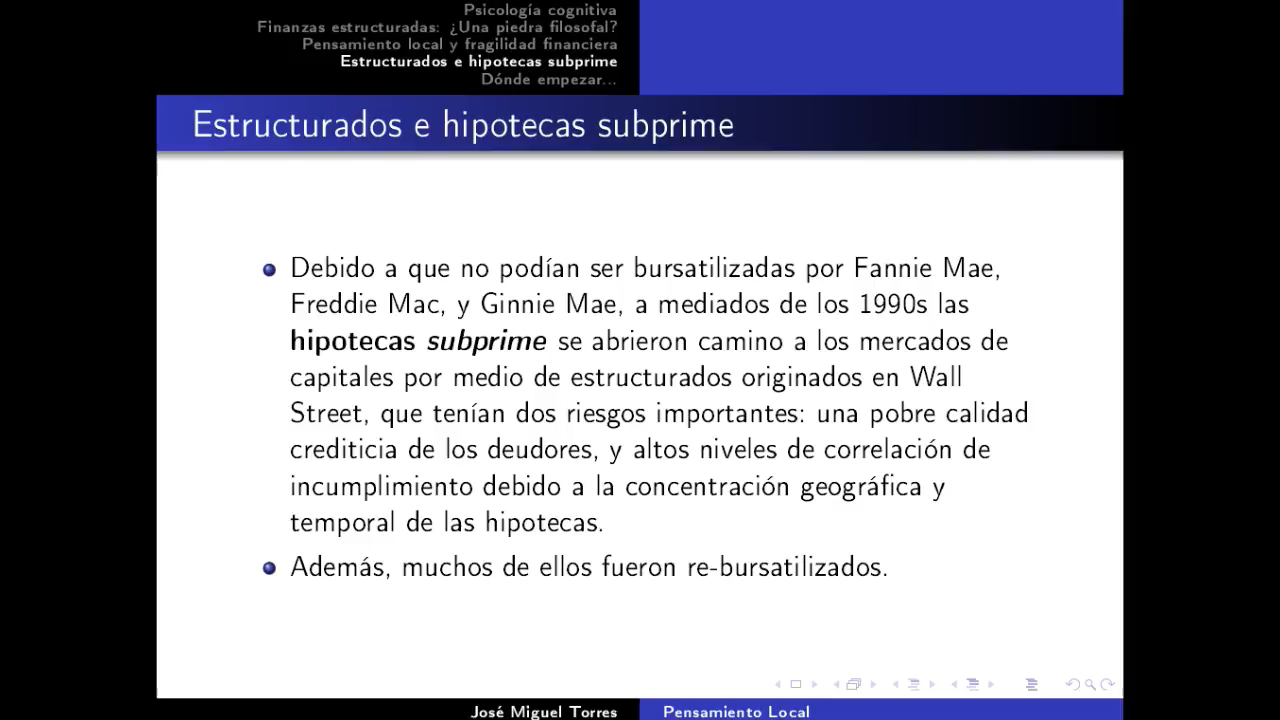 Psicología cognitiva
Finanzas estructuradas: ¿Una piedra filosofal?
Pensamiento local y fragilidad financiera
Estructurados e hipotecas subprime
Dónde empezar...
Estructurados e hipotecas subprime
Debido a que no podían ser bursatilizadas por Fannie Mae,
Freddie Mac, y Ginnie Mae, a mediados de los 1990s las
hipotecas subprime se abrieron camino a los mercados de
capitales por medio de estructurados originados en Wall
Street, que tenían dos riesgos importantes: una pobre calidad
crediticia de los deudores, y altos niveles de correlación de
incumplimiento debido a la concentración geográfica y
temporal de las hipotecas.
Además, muchos de ellos fueron re-bursatilizados.
José Miguel Torres
Pensamiento Local